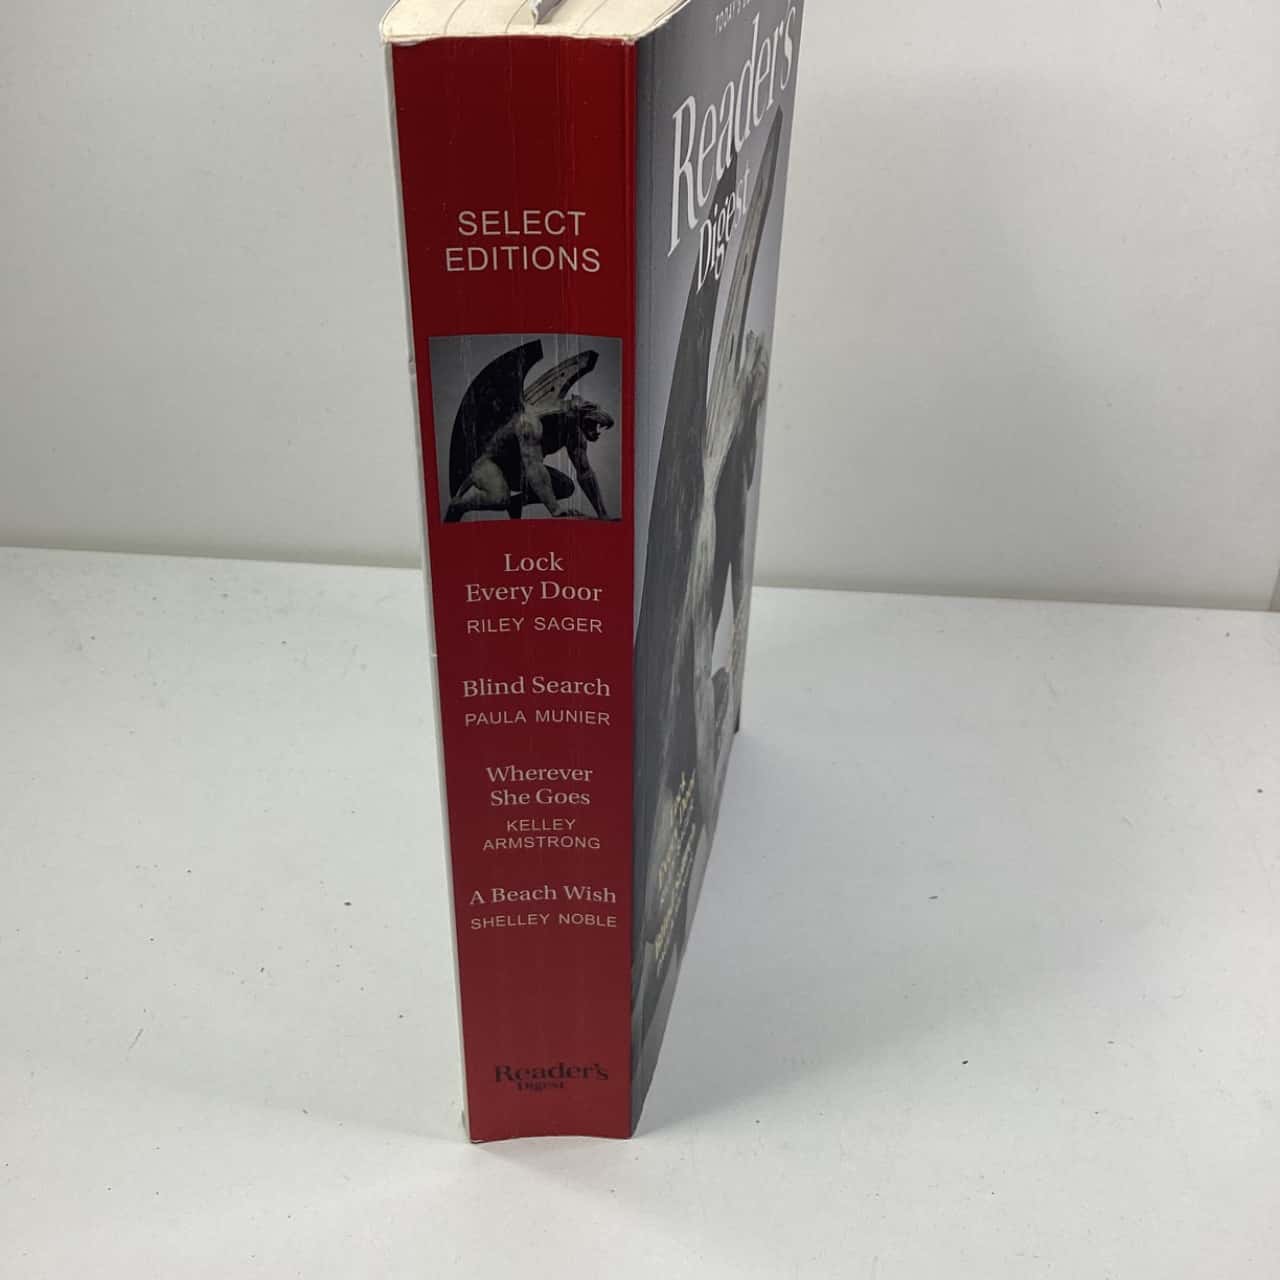 SELECT
EDITIONS
Lock
Every Door
RILEY SAGER
Blind Search
PAULA MUNIER
Wherever
She Goes
KELLEY
ARMSTRONG
A Beach Wish
SHELLEY NOBLE
Reader's
Digest
TODAY'S
Reader's
Digest